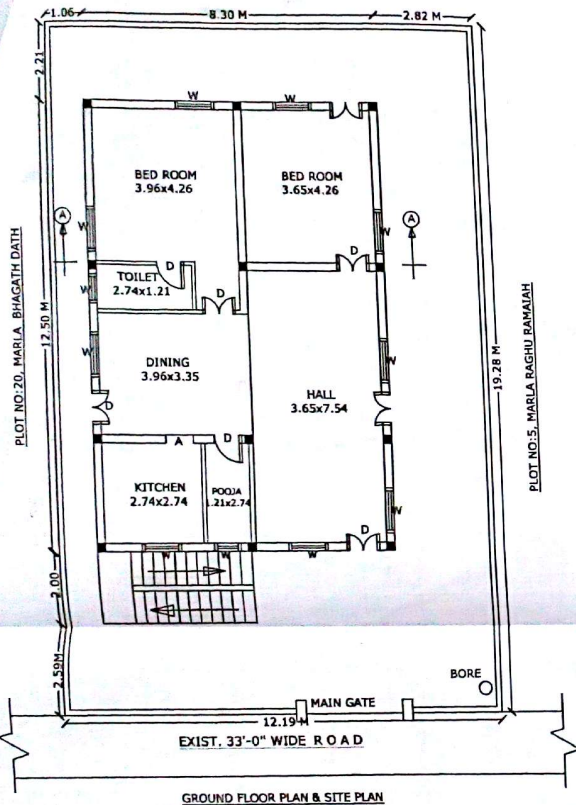 1.06
8.30 M
2.82 M
2.21
W
W
BED ROOM
3.96x4.26
BED ROOM
3.65x4.26
A
W
A
W
D
D
TOILET
2.74x1.21
W
D
PLOT NO:20, MARLA BHAGATH DATH
12.50 M
W
DINING
3.96x3.35
W
HALL
3.65x7.54
19.28 M
PLOT NO:5, MARLA RAGHU RAMAIAH
D
A
D
KITCHEN
2.74x2.74
POOJA
1.21x2.74
W
D
W
W
W
2.00
2.59M
BORE
MAIN GATE
12.19 M
EXIST. 33'-0" WIDE ROAD
GROUND FLOOR PLAN & SITE PLAN